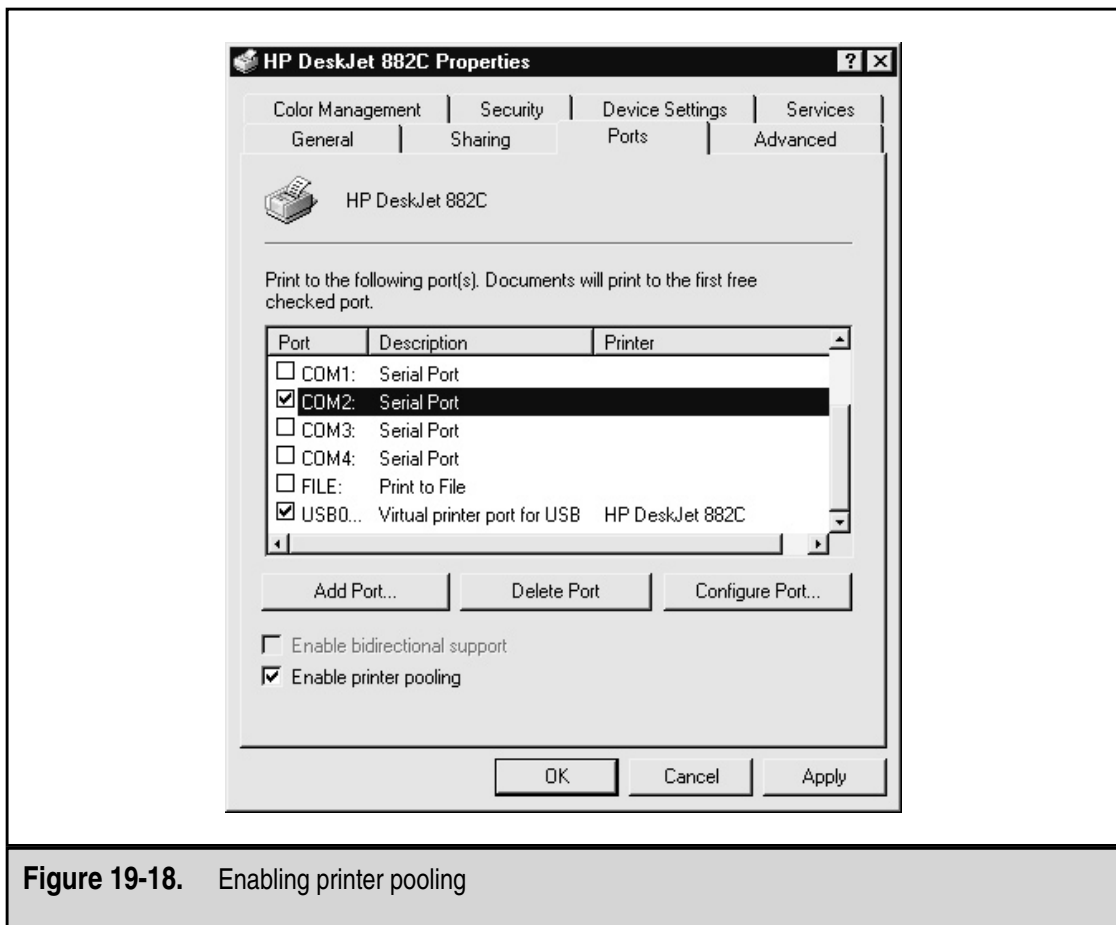 HP DeskJet 882C Properties
Color Management Security Device Settings Services
General Sharing Ports Advanced
HP DeskJet 882C
Print to the following port(s). Documents will print to the first free
checked port.
Port Description Printer
COM1: Serial Port
COM2: Serial Port
COM3: Serial Port
COM4: Serial Port
FILE: Print to File
USB0... Virtual printer port for USB HP DeskJet 882C
Add Port... Delete Port Configure Port...
Enable bidirectional support
Enable printer pooling
OK Cancel Apply
Figure 19-18. Enabling printer pooling